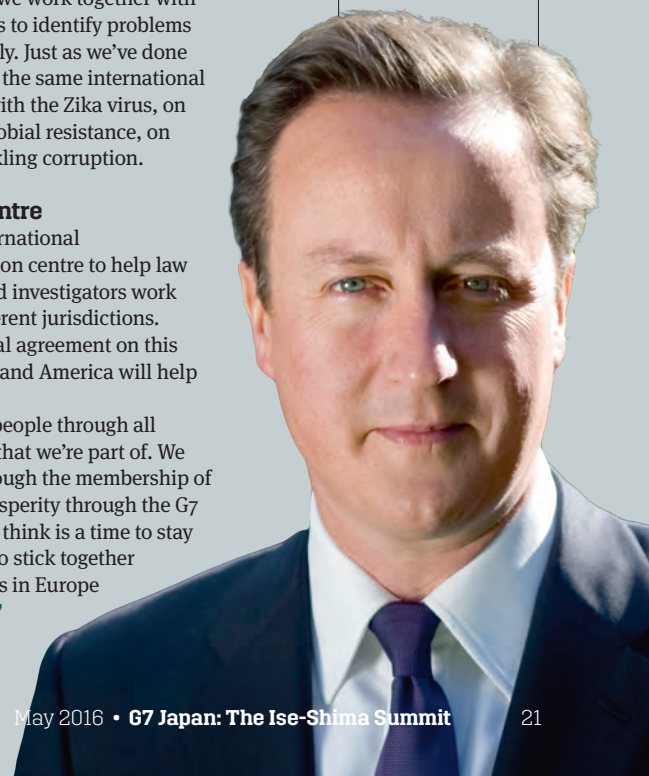 we work together with
s to identify problems
ly. Just as we've done
the same international
ith the Zika virus, on
obial resistance, on
kling corruption.
ntre
rnational
on centre to help law
d investigators work
erent jurisdictions.
al agreement on this
and America will help
people through all
that we're part of. We
ough the membership of
sperity through the G7
think is a time to stay
o stick together
s in Europe
May 2016 • G7 Japan: The Ise-Shima Summit 21